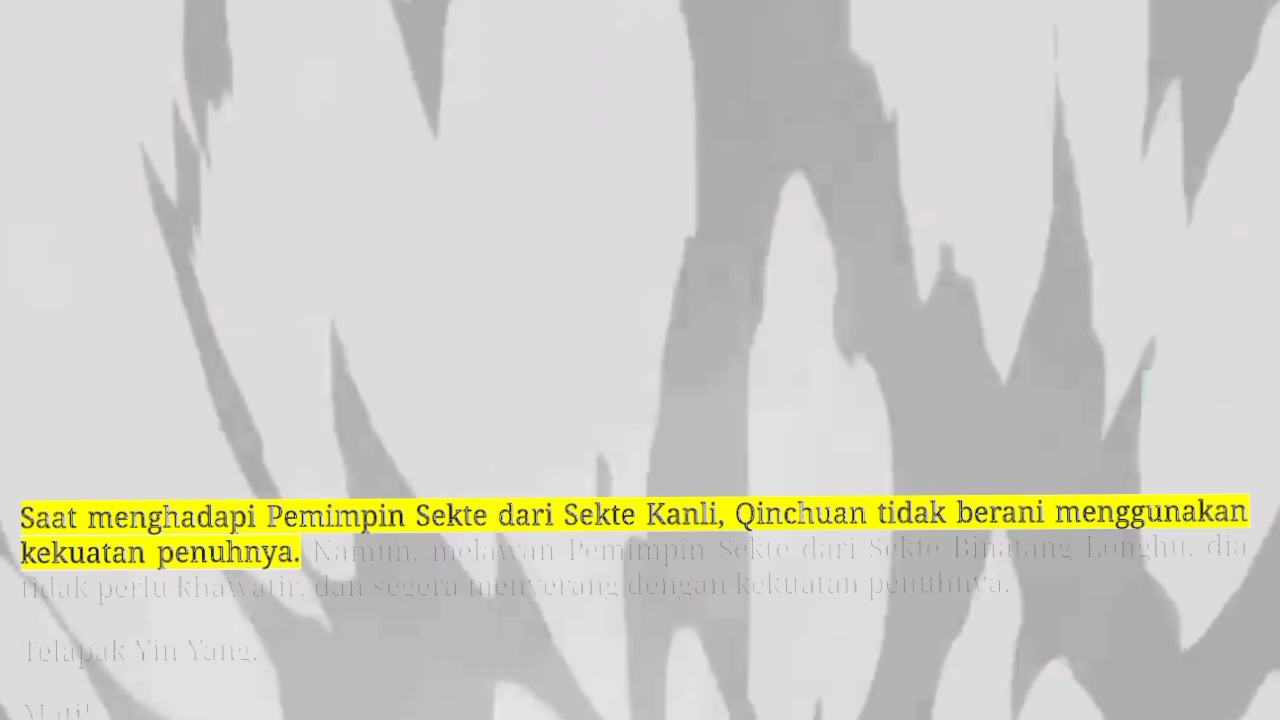 Saat menghadapi Pemimpin Sekte dari Sekte Kanli, Qinchuan tidak berani menggunakan
kekuatan penuhnya. Namun, melawan Pemimpin Sekte dari Sekte Binatang Longhu, dia
tidak perlu khawatir, dan segera menyerang dengan kekuatan penuhnya.
Telapak Yin Yang.
Mati!